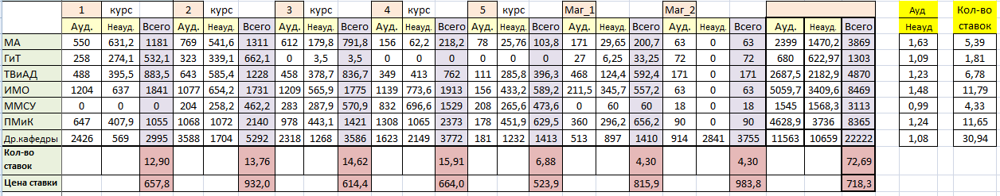 1 курс 2 курс 3 курс 4 курс 5 курс Маг_1 Маг_2 Ауд Кол-во
Ауд. Неауд. Всего Ауд. Неауд. Всего Ауд. Неауд. Всего Ауд. Неауд. Всего Ауд. Неауд. Всего Ауд. Неауд. Всего Ауд. Неауд. Всего Ауд. Неауд. Всего Неауд ставок
МА 550 631,2 1181 769 541,6 1311 612 179,8 791,8 156 62,2 218,2 78 25,76 103,8 171 29,65 200,7 63 0 63 2399 1470,2 3869 1,63 5,39
ГиТ 258 274,1 532,1 323 339,1 662,1 0 3,5 3,5 0 0 0 0 0 0 27 6,25 33,25 72 0 72 680 622,97 1303 1,09 1,81
ТВиАД 488 395,5 883,5 643 585,4 1228 458 378,7 836,7 349 413 762 111 285,8 396,3 468 124,4 592,4 171 0 171 2687,5 2182,9 4870 1,23 6,78
ИМО 1204 637 1841 1077 654,2 1731 1209 565,9 1775 1139 773,6 1913 156 433,2 589,2 211,5 345,7 557,2 63 0 63 5059,7 3409,6 8469 1,48 11,79
ММСУ 0 0 0 204 258,2 462,2 283 287,9 570,9 832 696,6 1529 208 265,6 473,6 0 60 60 18 0 18 1545 1568,3 3113 0,99 4,33
ПМиК 647 407,9 1055 1068 1072 2140 978 443,1 1421 1308 1065 2373 178 451,9 629,5 360 296,2 656,2 90 0 90 4628,9 3736 8365 1,24 11,65
Др.кафедры 2426 569 2995 3588 1704 5292 2318 1268 3586 1623 2149 3772 181 1232 1413 513 897 1410 914 2841 3755 11563 10659 22222 1,08 30,94
Кол-во
ставок 12,90 13,76 14,62 15,91 6,88 4,30 4,30 72,69
Цена ставки 657,8 932,0 614,4 664,0 523,9 815,9 983,8 718,3